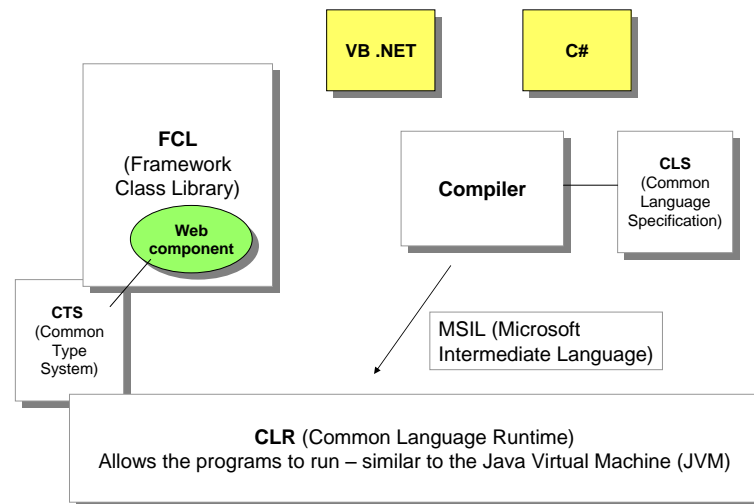 VB .NET
C#
FCL
(Framework
Class Library)
Web
component
Compiler
CLS
(Common
Language
Specification)
CTS
(Common
Type
System)
MSIL (Microsoft
Intermediate Language)
CLR (Common Language Runtime)
Allows the programs to run – similar to the Java Virtual Machine (JVM)